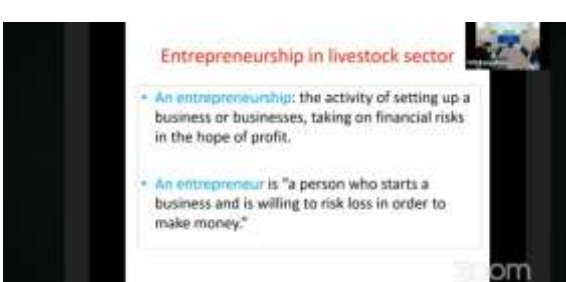 Entrepreneurship in livestock sector
• An entrepreneurship: the activity of setting up a
business or businesses, taking on financial risks
in the hope of profit.
• An entrepreneur is "a person who starts a
business and is willing to risk loss in order to
make money."
zoom